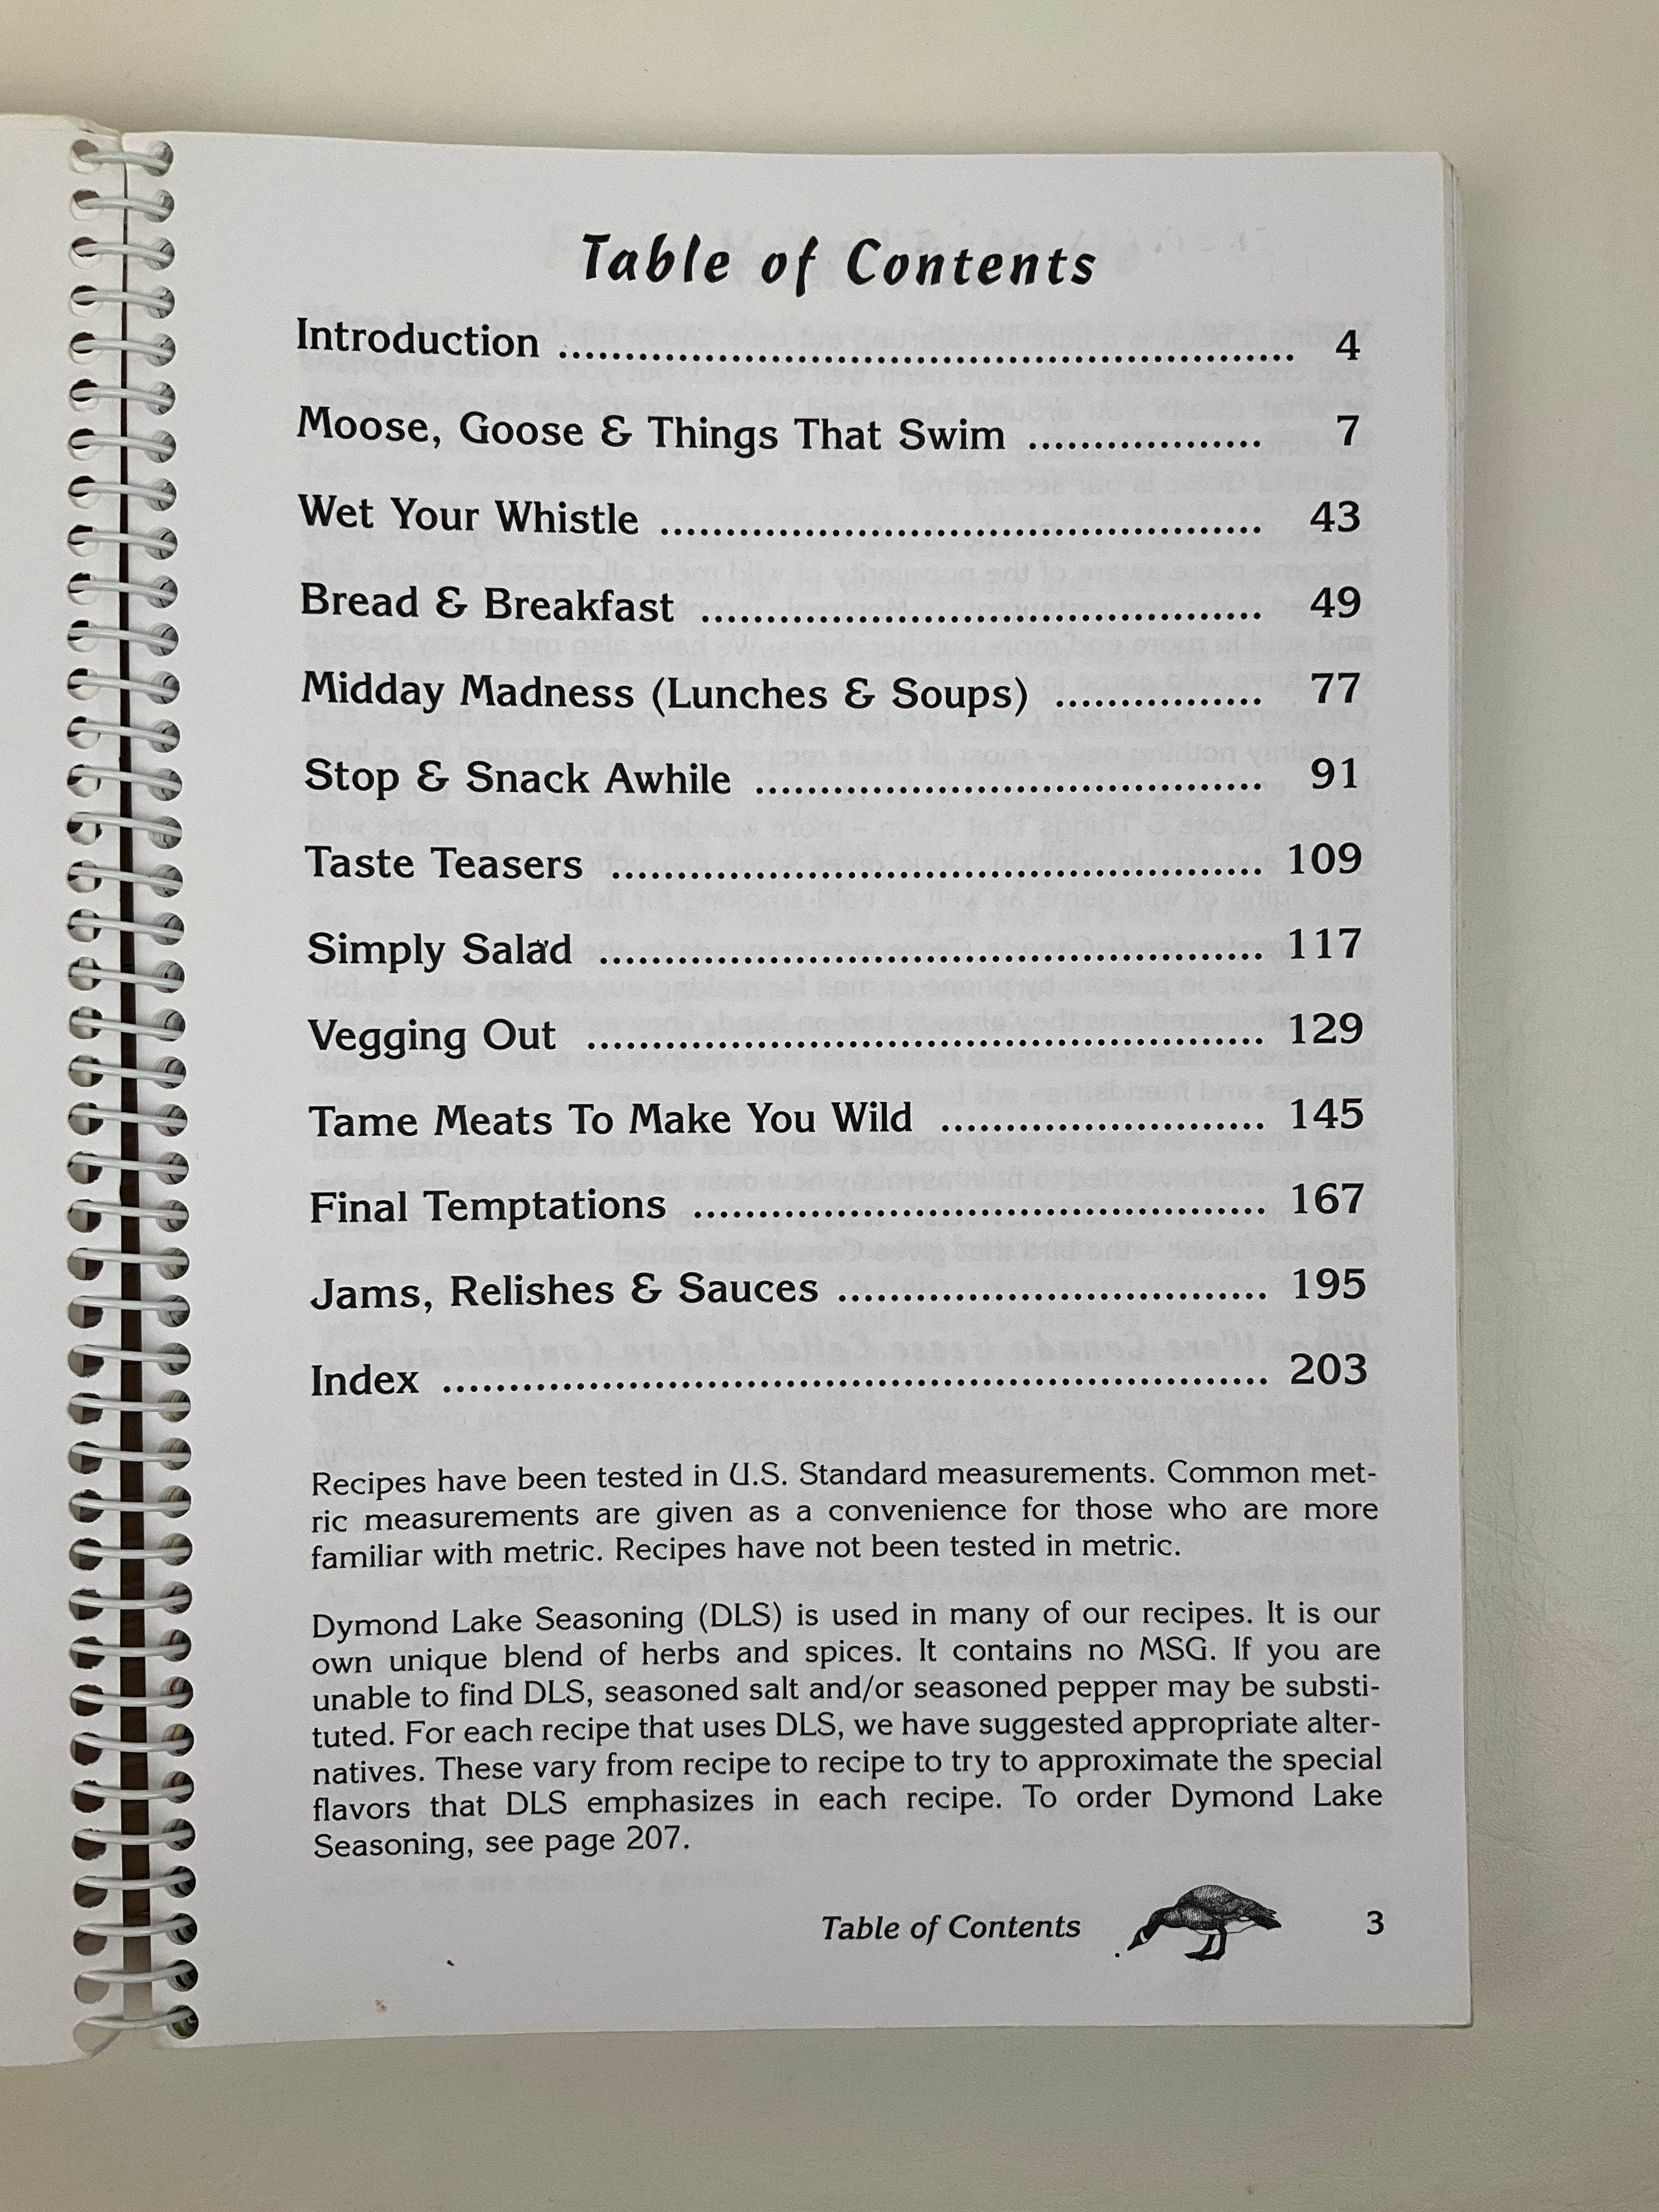 Table of Contents
Introduction ........................................................ 4
Moose, Goose & Things That Swim .................. 7
Wet Your Whistle .............................................. 43
Bread & Breakfast ........................................... 49
Midday Madness (Lunches & Soups) ................ 77
Stop & Snack Awhile ....................................... 91
Taste Teasers .................................................. 109
Simply Salad ................................................... 117
Vegging Out .................................................... 129
Tame Meats To Make You Wild ......................... 145
Final Temptations ............................................ 167
Jams, Relishes & Sauces ................................. 195
Index ............................................................... 203
Recipes have been tested in U.S. Standard measurements. Common met-
ric measurements are given as a convenience for those who are more
familiar with metric. Recipes have not been tested in metric.
Dymond Lake Seasoning (DLS) is used in many of our recipes. It is our
own unique blend of herbs and spices. It contains no MSG. If you are
unable to find DLS, seasoned salt and/or seasoned pepper may be substi-
tuted. For each recipe that uses DLS, we have suggested appropriate alter-
natives. These vary from recipe to recipe to try to approximate the special
flavors that DLS emphasizes in each recipe. To order Dymond Lake
Seasoning, see page 207.
Table of Contents 3